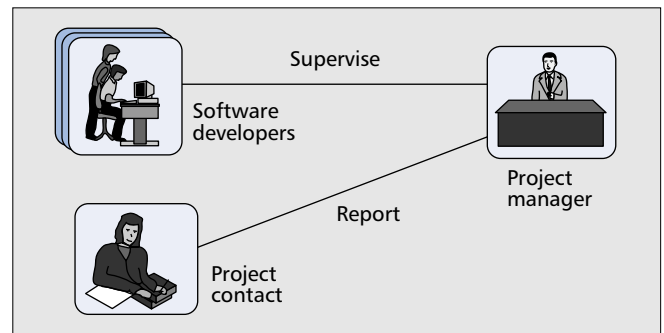 Supervise
Software
developers
Project
manager
Report
Project
contact